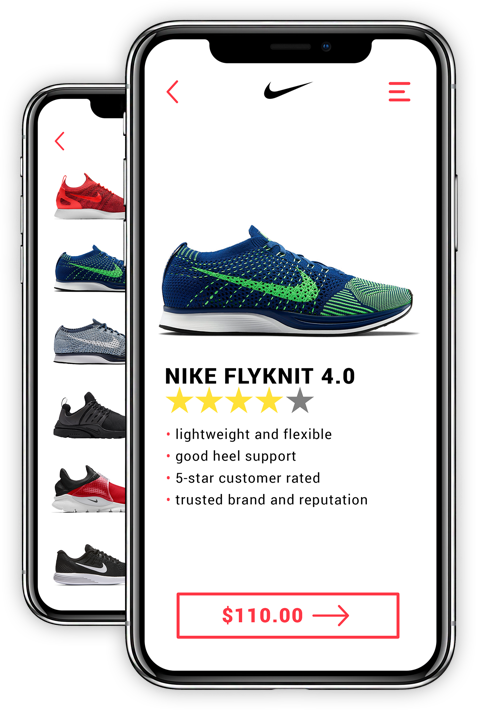 NIKE FLYKNIT 4.0
• lightweight and flexible
• good heel support
• 5-star customer rated
• trusted brand and reputation
$110.00